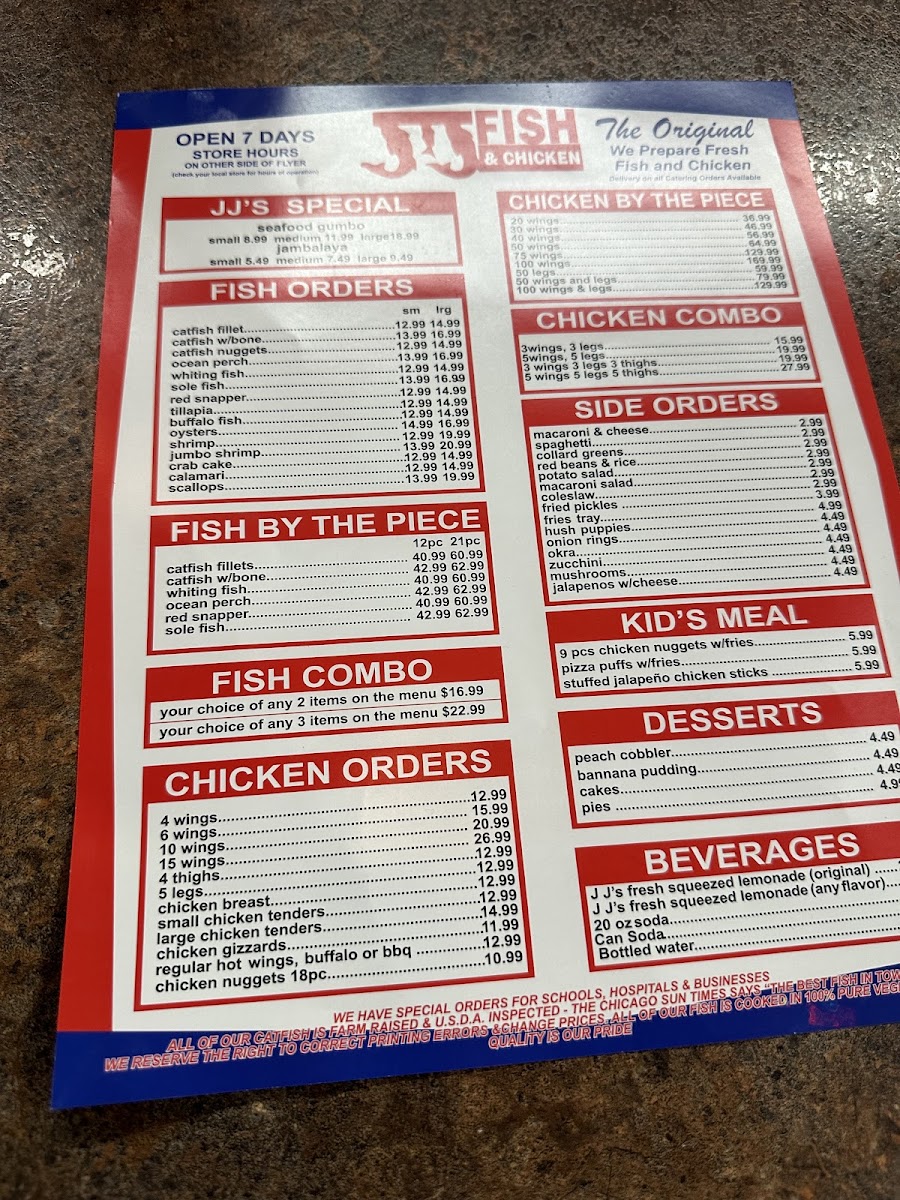 OPEN 7 DAYS
STORE HOURS
ON OTHER SIDE OF FLYER
(check your local store for hours of operation)
JJ'S FISH
& CHICKEN
The Original
We Prepare Fresh
Fish and Chicken
Delivery on all Catering Orders Available
JJ'S SPECIAL
seafood gumbo
small 8.99 medium 11.99 large 18.99
jambalaya
small 5.49 medium 7.49 large 9.49
FISH ORDERS
sm lrg
catfish fillet 12.99 14.99
catfish w/bone 13.99 16.99
catfish nuggets 12.99 14.99
ocean perch 13.99 16.99
whiting fish 12.99 14.99
sole fish 13.99 16.99
red snapper 12.99 14.99
tillapia 12.99 14.99
buffalo fish 12.99 14.99
oysters 14.99 16.99
shrimp 12.99 19.99
jumbo shrimp 13.99 20.99
crab cake 12.99 14.99
calamari 12.99 14.99
scallops 13.99 19.99
FISH BY THE PIECE
12pc 21pc
catfish fillets 40.99 60.99
catfish w/bone 42.99 62.99
whiting fish 40.99 60.99
ocean perch 42.99 62.99
red snapper 40.99 60.99
sole fish 42.99 62.99
FISH COMBO
your choice of any 2 items on the menu $16.99
your choice of any 3 items on the menu $22.99
CHICKEN ORDERS
4 wings 12.99
6 wings 15.99
10 wings 20.99
15 wings 26.99
4 thighs 12.99
5 legs 12.99
chicken breast 12.99
small chicken tenders 12.99
large chicken tenders 14.99
chicken gizzards 11.99
regular hot wings, buffalo or bbq 12.99
chicken nuggets 18pc 10.99
CHICKEN BY THE PIECE
20 wings 36.99
30 wings 46.99
40 wings 56.99
50 wings 64.99
75 wings 129.99
100 wings 169.99
50 legs 59.99
50 wings and legs 79.99
100 wings & legs 129.99
CHICKEN COMBO
3wings, 3 legs 15.99
5wings, 5 legs 19.99
3 wings 3 legs 3 thighs 19.99
5 wings 5 legs 5 thighs 27.99
SIDE ORDERS
macaroni & cheese 2.99
spaghetti 2.99
collard greens 2.99
red beans & rice 2.99
potato salad 2.99
macaroni salad 2.99
coleslaw 2.99
fried pickles 3.99
fries tray 4.99
hush puppies 4.49
onion rings 4.49
okra 4.49
zucchini 4.49
mushrooms 4.49
jalapenos w/cheese 4.49
KID'S MEAL
9 pcs chicken nuggets w/fries 5.99
pizza puffs w/fries 5.99
stuffed jalapeño chicken sticks 5.99
DESSERTS
peach cobbler 4.49
bannana pudding 4.49
cakes 4.49
pies
BEVERAGES
J J's fresh squeezed lemonade (original)
J J's fresh squeezed lemonade (any flavor)
20 oz soda
Can Soda
Bottled water
WE HAVE SPECIAL ORDERS FOR SCHOOLS, HOSPITALS & BUSINESSES
ALL OF OUR CATFISH IS FARM RAISED & U.S.D.A. INSPECTED - THE CHICAGO SUN TIMES SAYS "THE BEST FISH IN
WE RESERVE THE RIGHT TO CORRECT PRINTING ERRORS &CHANGE PRICES .ALL OF OUR FISH IS COOKED IN 100% PURE
QUALITY IS OUR PRIDE